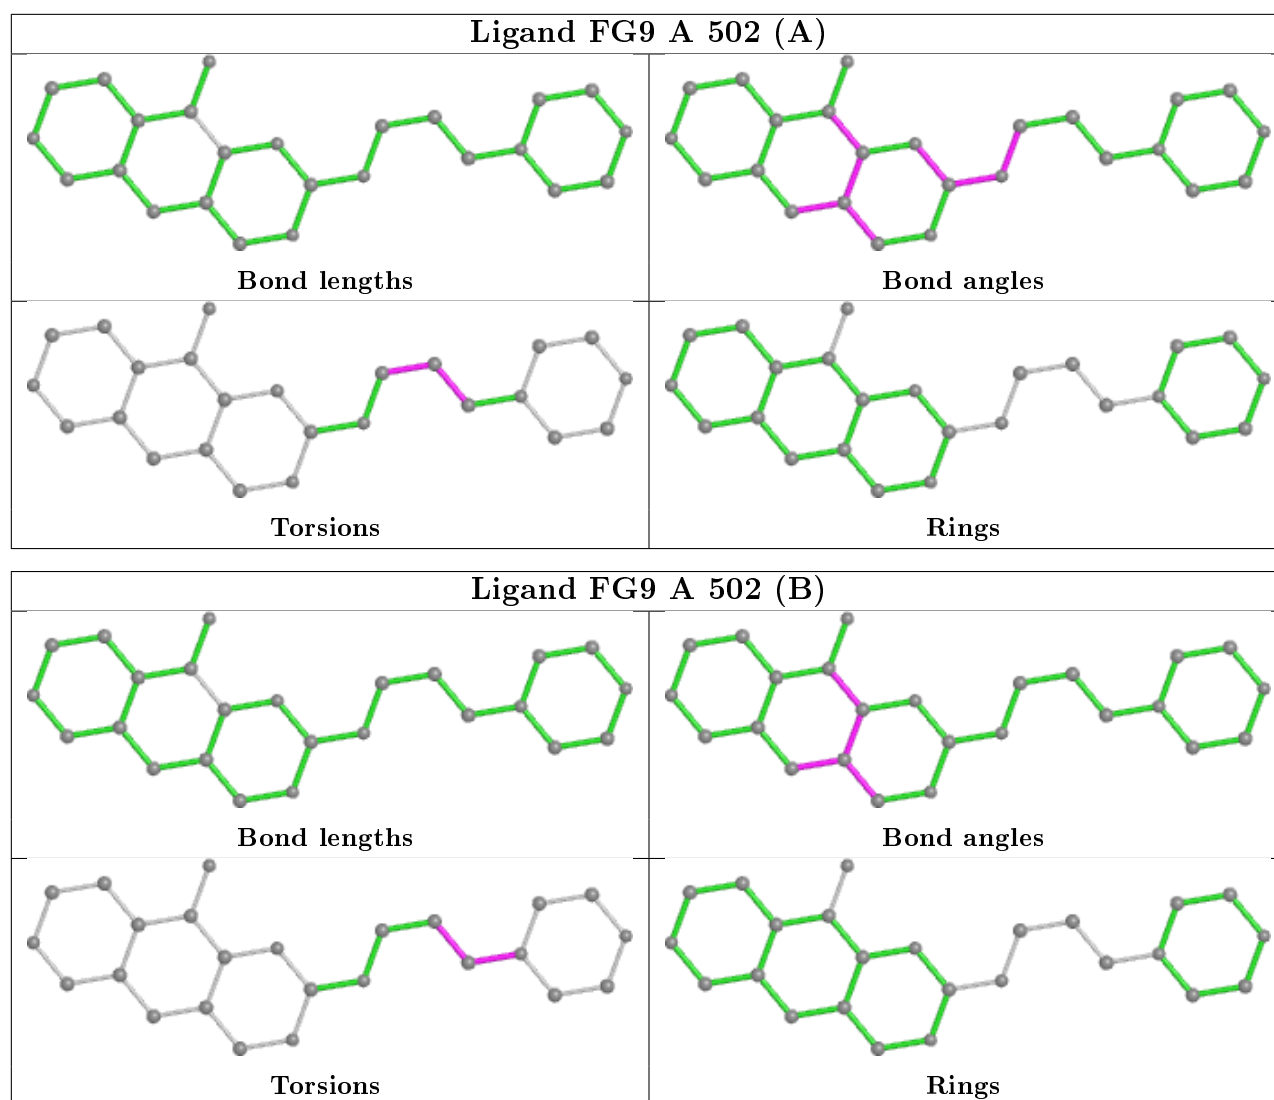 Ligand FG9 A 502 (A)
Bond lengths
Bond angles
Torsions
Rings
Ligand FG9 A 502 (B)
Bond lengths
Bond angles
Torsions
Rings